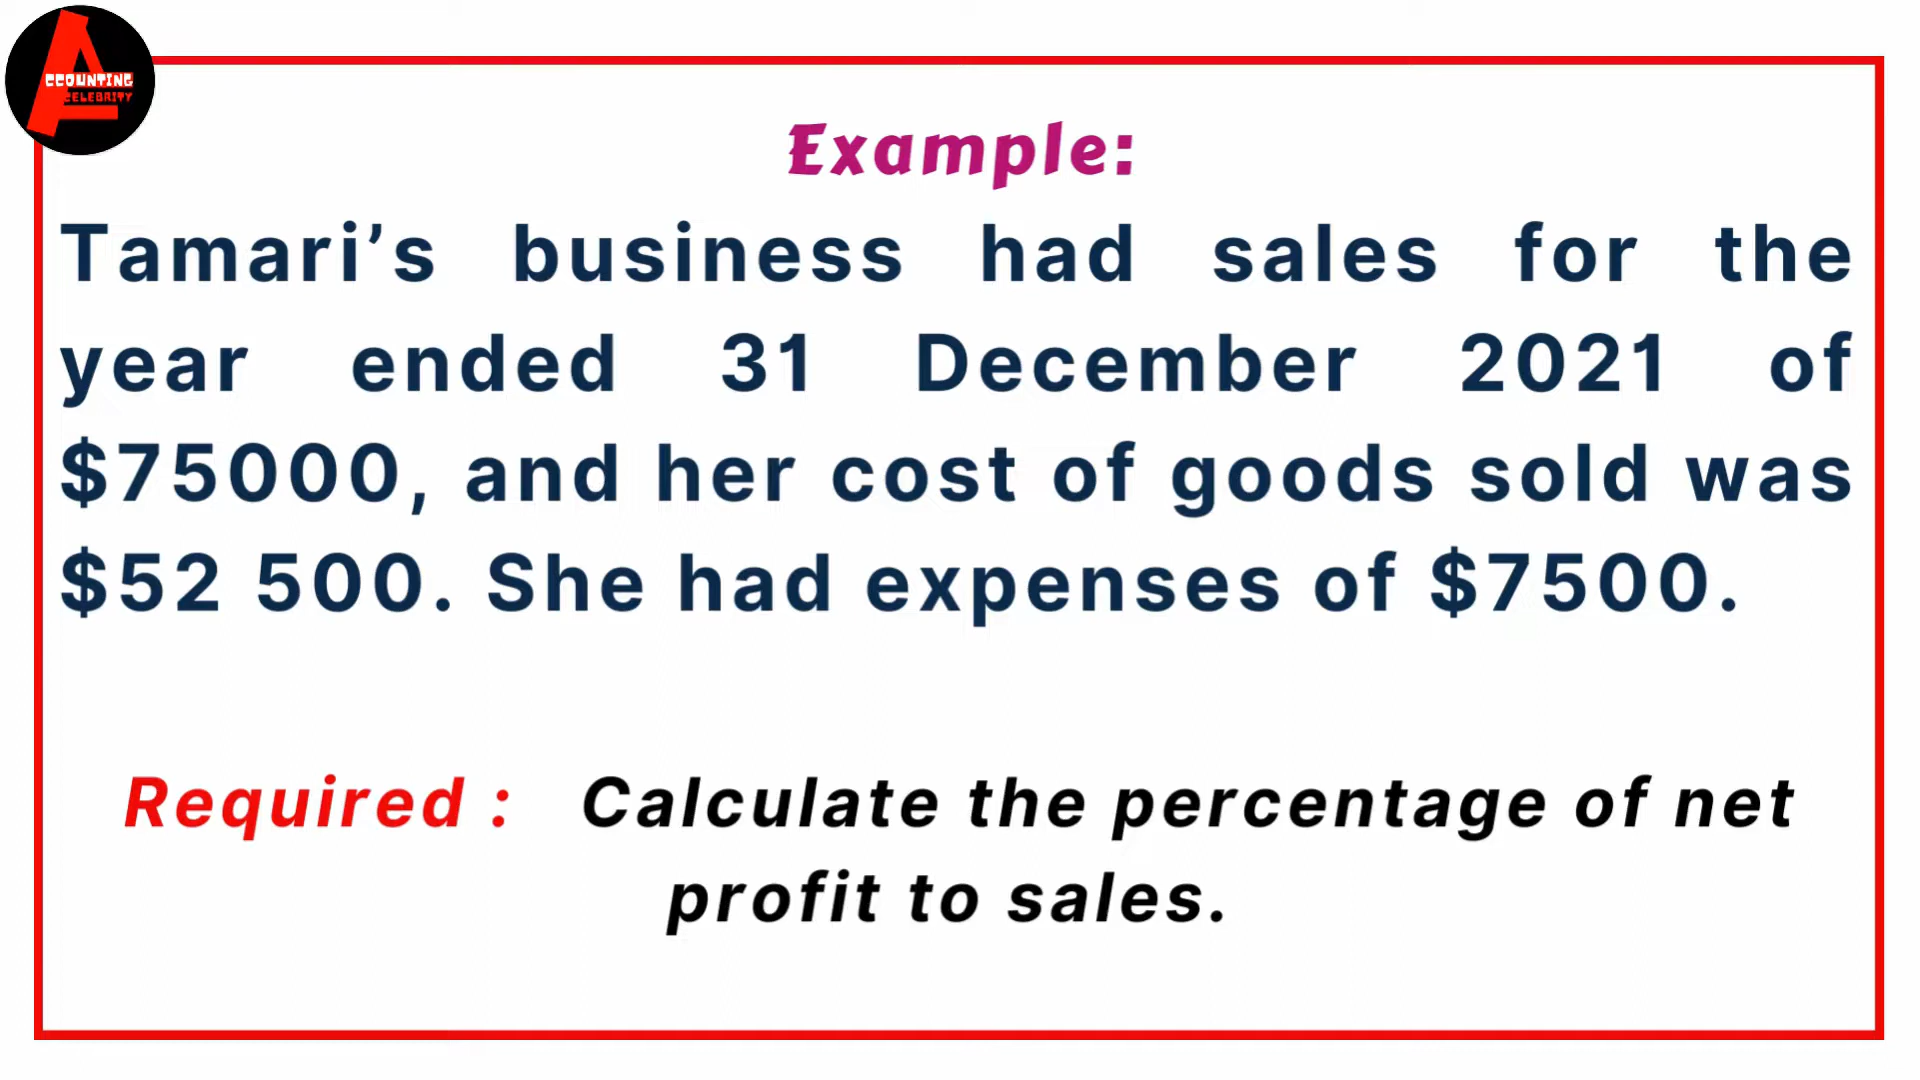 CCOUNTING
CELEBRITY
Example:
Tamari’s business had sales for the
year ended 31 December 2021 of
$75000, and her cost of goods sold was
$52 500. She had expenses of $7500.
Required : Calculate the percentage of net
profit to sales.